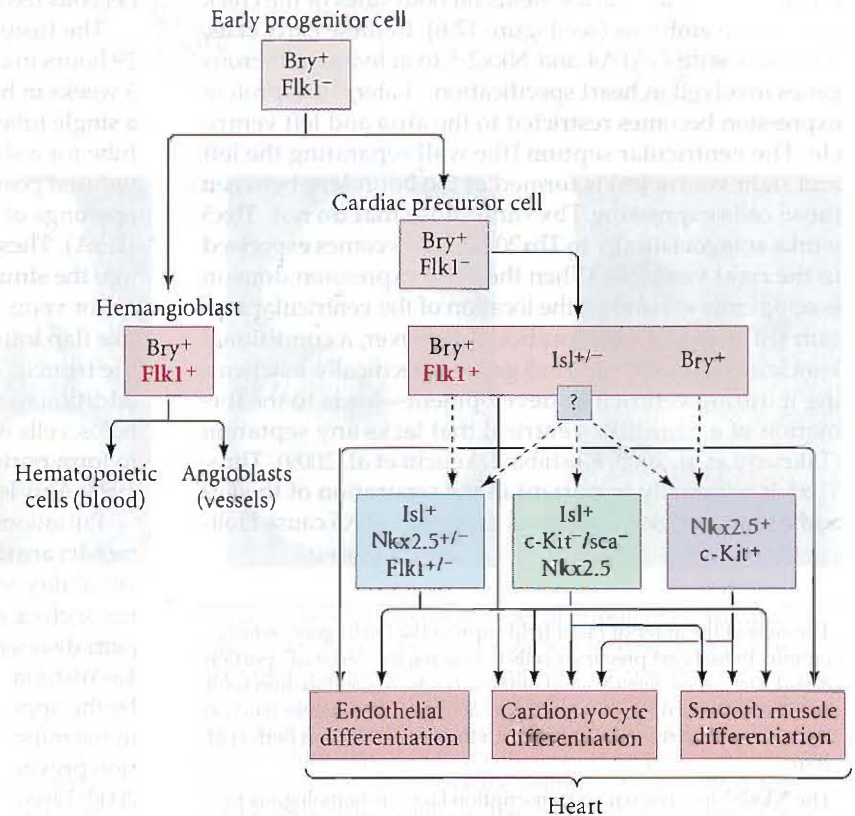 Early progenitor cell
Bry+
Flk1−
Cardiac precursor cell
Bry+
Flk1−
Hemangioblast
Bry+
Flk1+
Bry+
Flk1+
Isl+/−
Bry+
?
Hematopoietic
cells (blood)
Angioblasts
(vessels)
Isl+
Nkx2.5+/−
Flk1+/−
Isl+
c-Kit−/sca−
Nkx2.5
Nkx2.5+
c-Kit+
Endothelial
differentiation
Cardiomyocyte
differentiation
Smooth muscle
differentiation
Heart